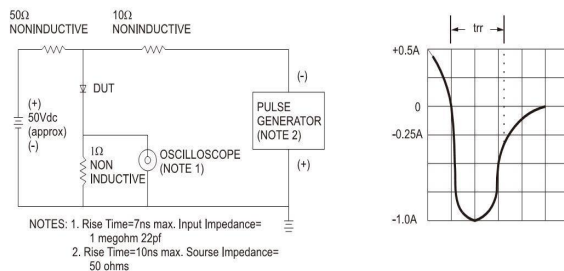 50Ω
NONINDUCTIVE
10Ω
NONINDUCTIVE
(+)
50Vdc
(approx)
(-)
DUT
1Ω
NON
INDUCTIVE
OSCILLOSCOPE
(NOTE 1)
(-)
PULSE
GENERATOR
(NOTE 2)
(+)
NOTES: 1. Rise Time=7ns max. Input Impedance=
1 megohm 22pf
2. Rise Time=10ns max. Sourse Impedance=
50 ohms
trr
+0.5A
0
-0.25A
-1.0A